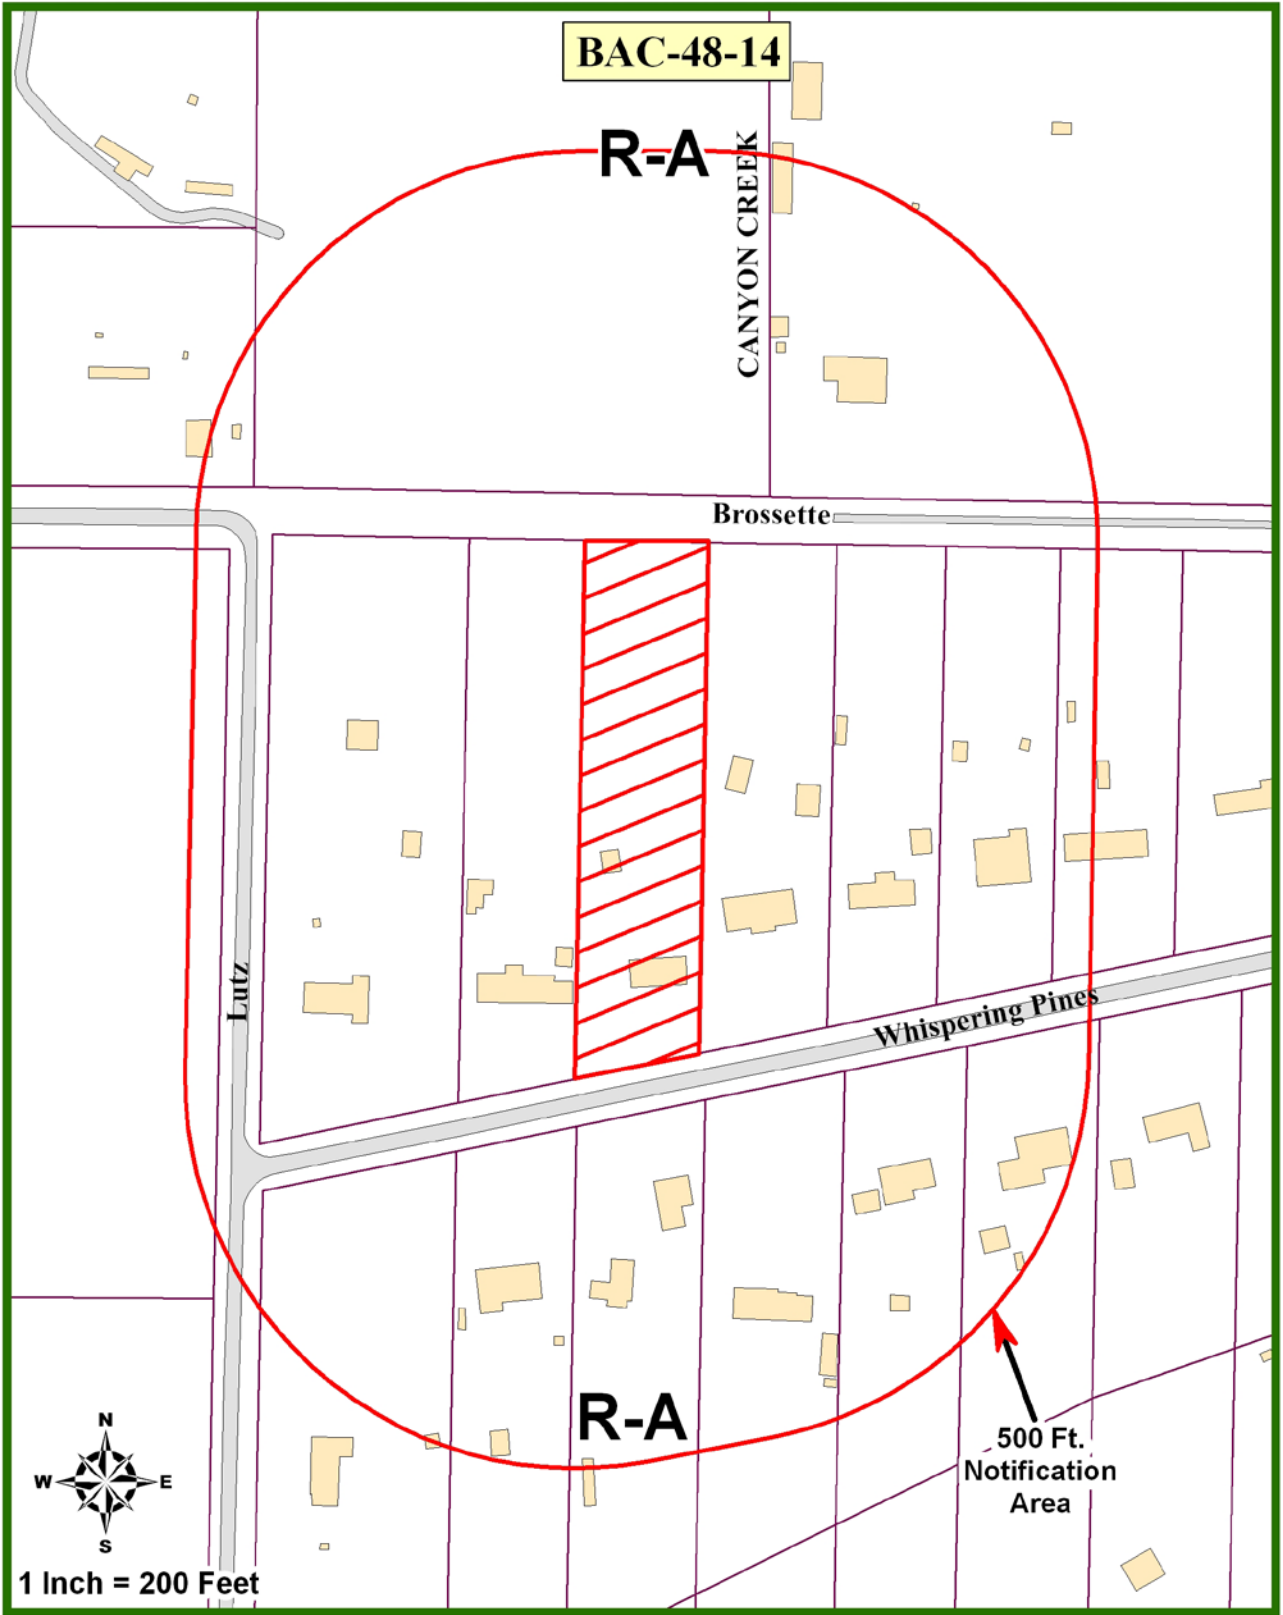 BAC-48-14
R-A
CANYON CREEK
Brossette
Lutz
Whispering Pines
R-A
500 Ft.
Notification
Area
N
W
E
S
1 Inch = 200 Feet